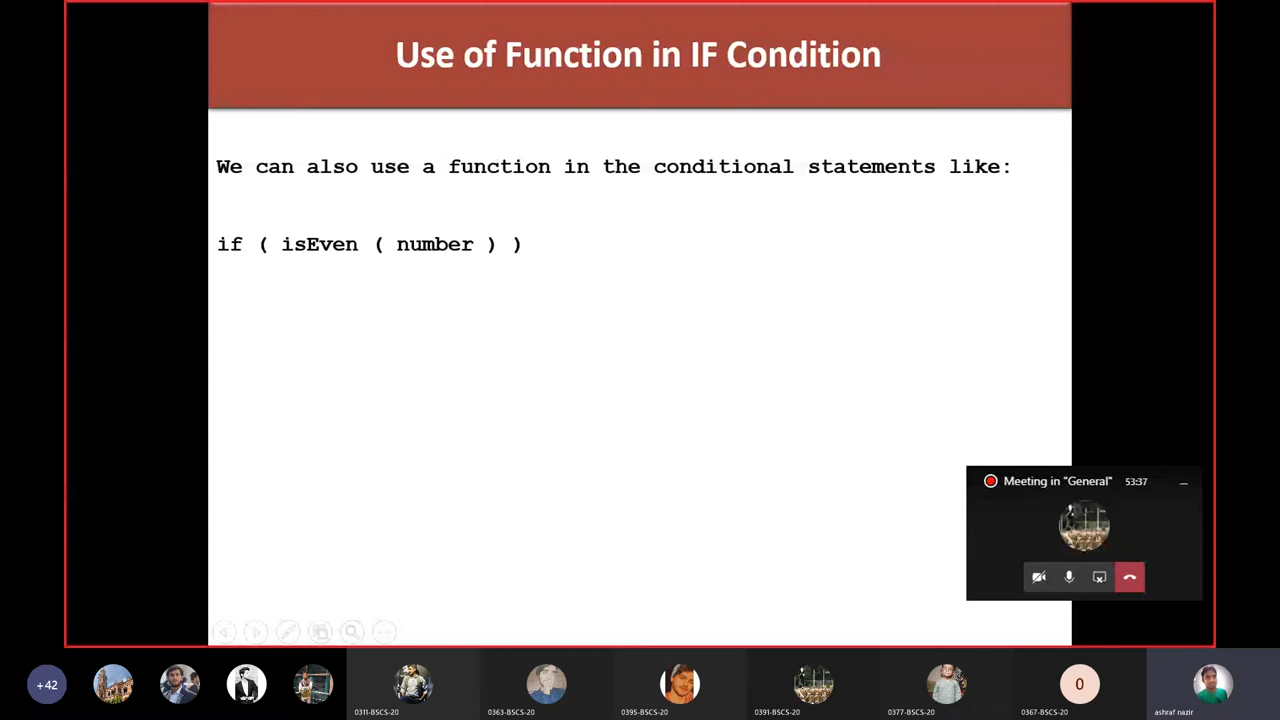 Use of Function in IF Condition
We can also use a function in the conditional statements like:
if ( isEven ( number ) )
Meeting in "General" 53:37
+42
0311-BSCS-20
0363-BSCS-20
0395-BSCS-20
0391-BSCS-20
0377-BSCS-20
0
0367-BSCS-20
ashraf nazir